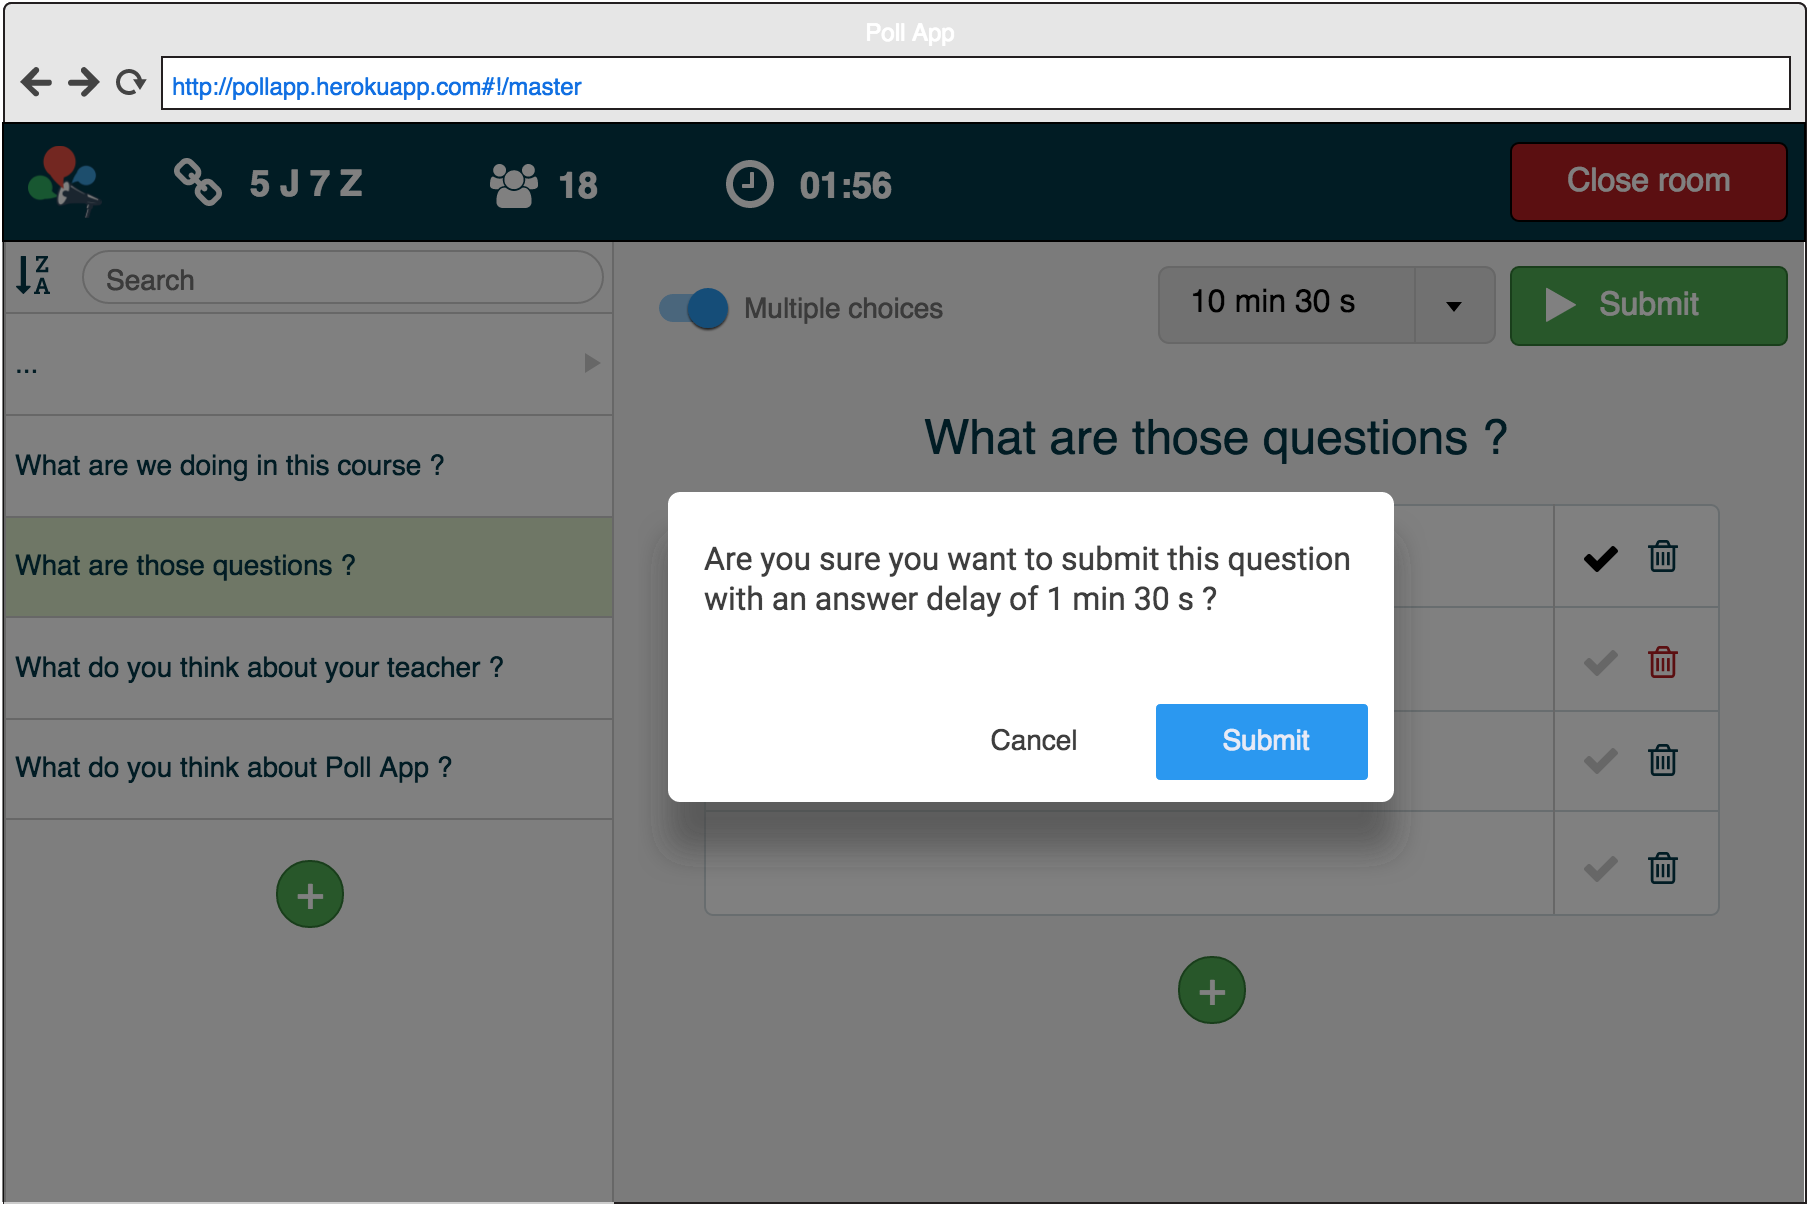 Poll App
http://pollapp.herokuapp.com#!/master
5 J 7 Z
18
01:56
Close room
Z
A
Search
Multiple choices
10 min 30 s
Submit
...
What are we doing in this course ?
What are those questions ?
What do you think about your teacher ?
What do you think about Poll App ?
What are those questions ?
Are you sure you want to submit this question
with an answer delay of 1 min 30 s ?
Cancel
Submit